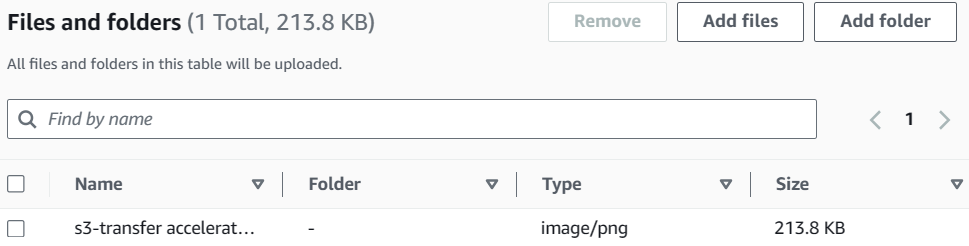 Files and folders (1 Total, 213.8 KB)
Remove
Add files
Add folder
All files and folders in this table will be uploaded.
Find by name
1
Name Folder Type Size
s3-transfer accelerat... - image/png 213.8 KB